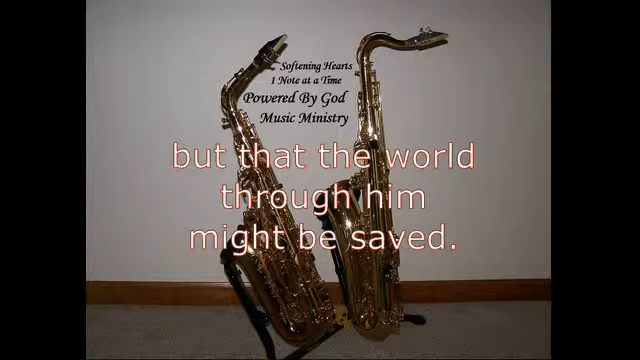 Softening Hearts
1 Note at a Time
Powered By God
Music Ministry
but that the world
through him
might be saved.